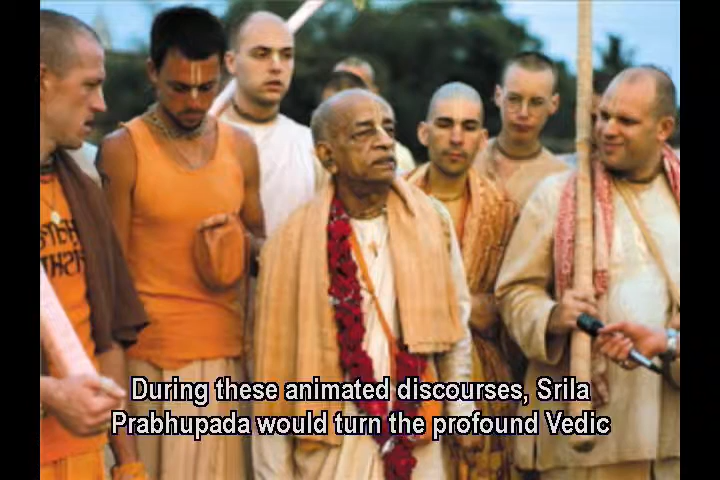 During these animated discourses, Srila
Prabhupada would turn the profound Vedic